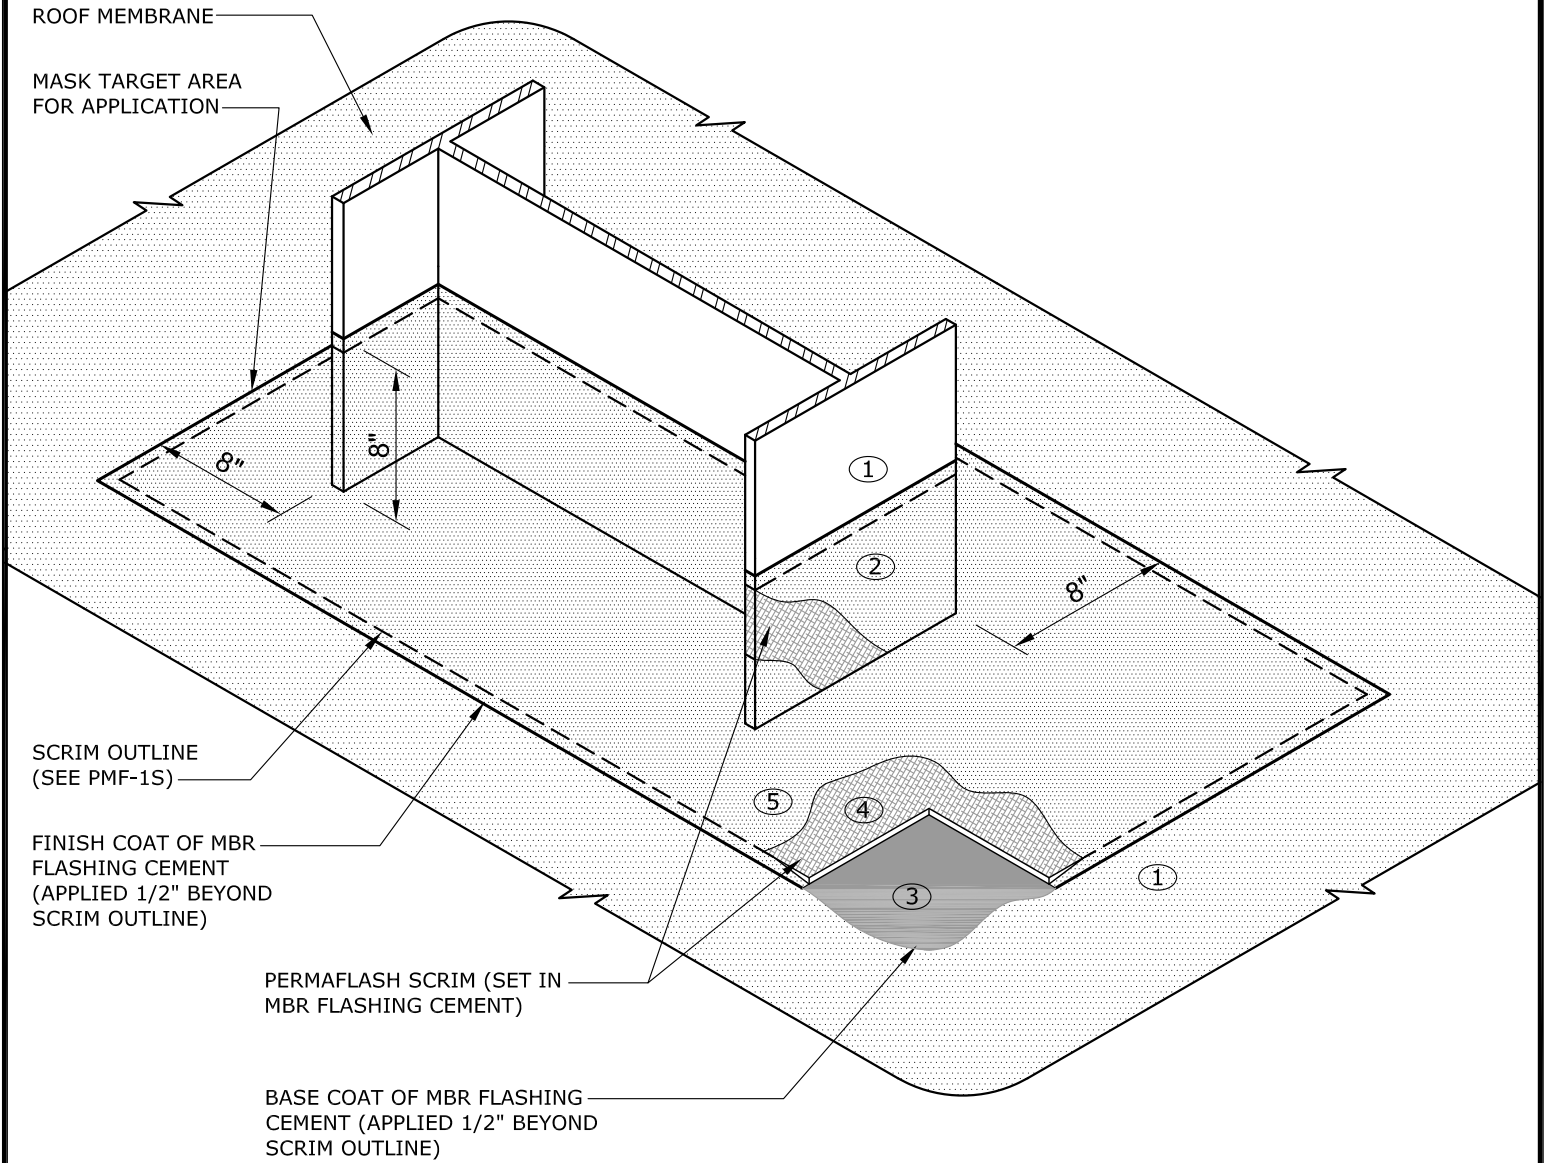 ROOF MEMBRANE
MASK TARGET AREA
FOR APPLICATION
8"
8"
1
2
8"
SCRIM OUTLINE
(SEE PMF-1S)
5
4
3
1
FINISH COAT OF MBR
FLASHING CEMENT
(APPLIED 1/2" BEYOND
SCRIM OUTLINE)
PERMAFLASH SCRIM (SET IN
MBR FLASHING CEMENT)
BASE COAT OF MBR FLASHING
CEMENT (APPLIED 1/2" BEYOND
SCRIM OUTLINE)